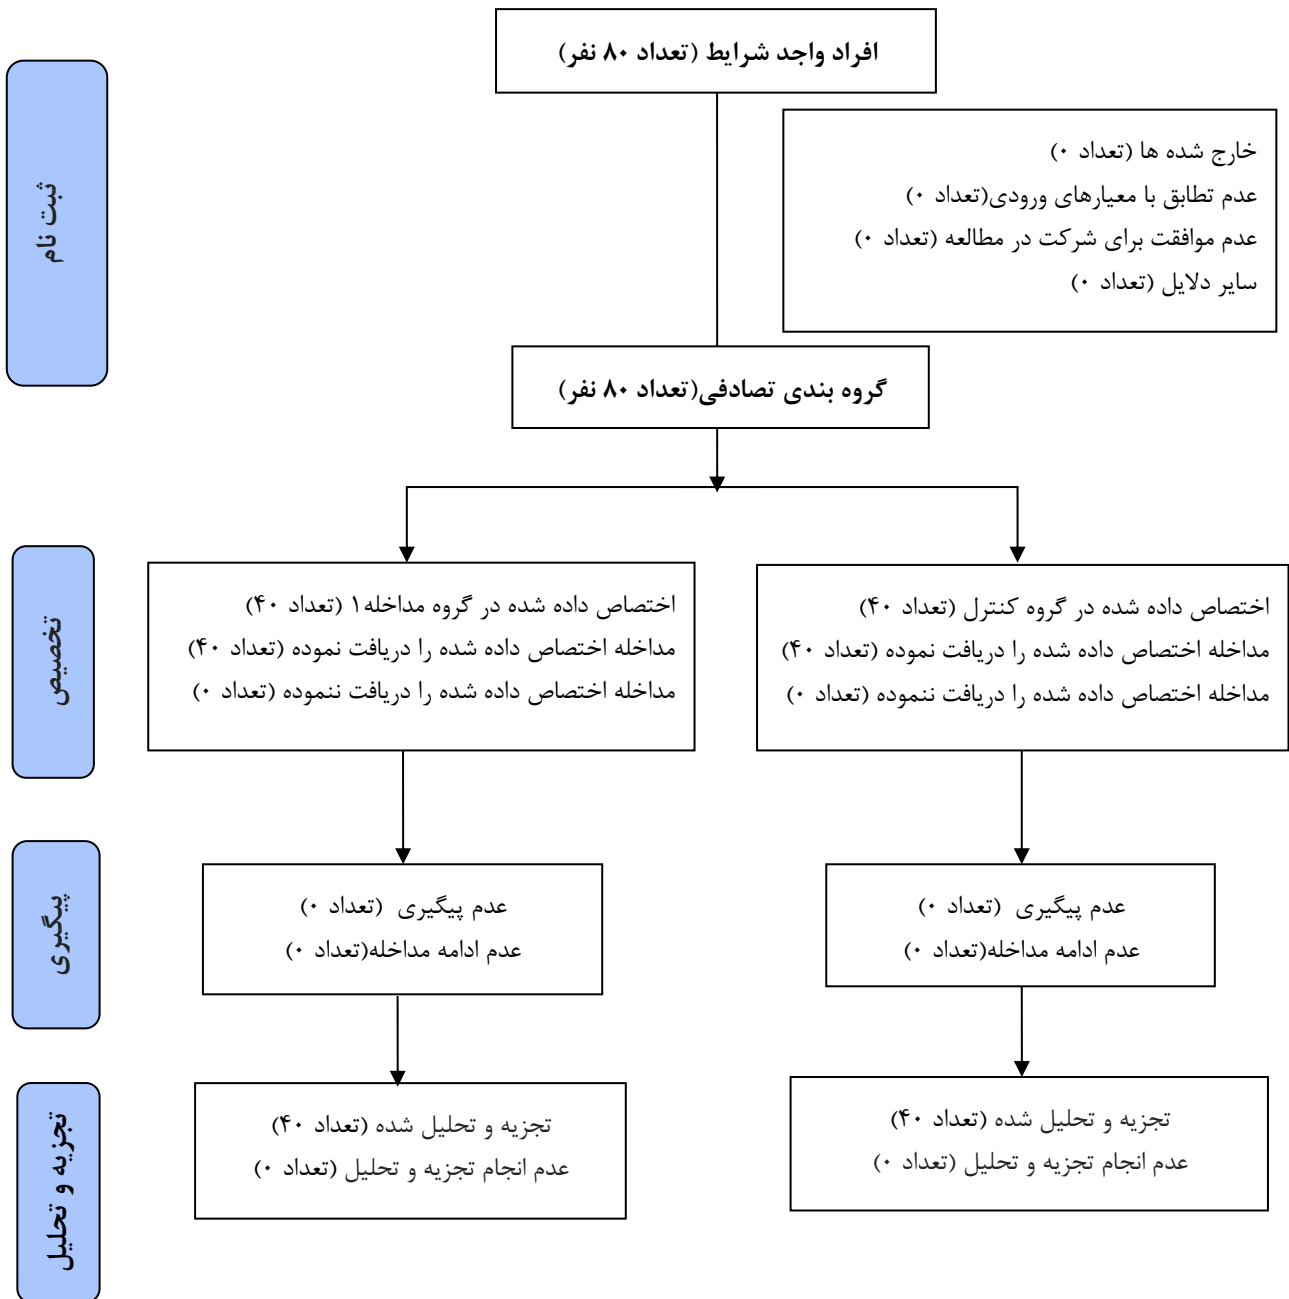 افراد واجد شرایط (تعداد ۸۰ نفر)
ثبت نام
خارج شده ها (تعداد ۰)
عدم تطابق با معیارهای ورودی(تعداد ۰)
عدم موافقت برای شرکت در مطالعه (تعداد ۰)
سایر دلایل (تعداد ۰)
گروه بندی تصادفی(تعداد ۸۰ نفر)
تخصیص
اختصاص داده شده در گروه کنترل (تعداد ۴۰)
مداخله اختصاص داده شده را دریافت نموده (تعداد ۴۰)
مداخله اختصاص داده شده را دریافت ننموده (تعداد ۰)
اختصاص داده شده در گروه مداخله۱ (تعداد ۴۰)
مداخله اختصاص داده شده را دریافت نموده (تعداد ۴۰)
مداخله اختصاص داده شده را دریافت ننموده (تعداد ۰)
پیگیری
عدم پیگیری (تعداد ۰)
عدم ادامه مداخله(تعداد ۰)
عدم پیگیری (تعداد ۰)
عدم ادامه مداخله(تعداد ۰)
تجزیه و تحلیل
تجزیه و تحلیل شده (تعداد ۴۰)
عدم انجام تجزیه و تحلیل (تعداد ۰)
تجزیه و تحلیل شده (تعداد ۴۰)
عدم انجام تجزیه و تحلیل (تعداد ۰)